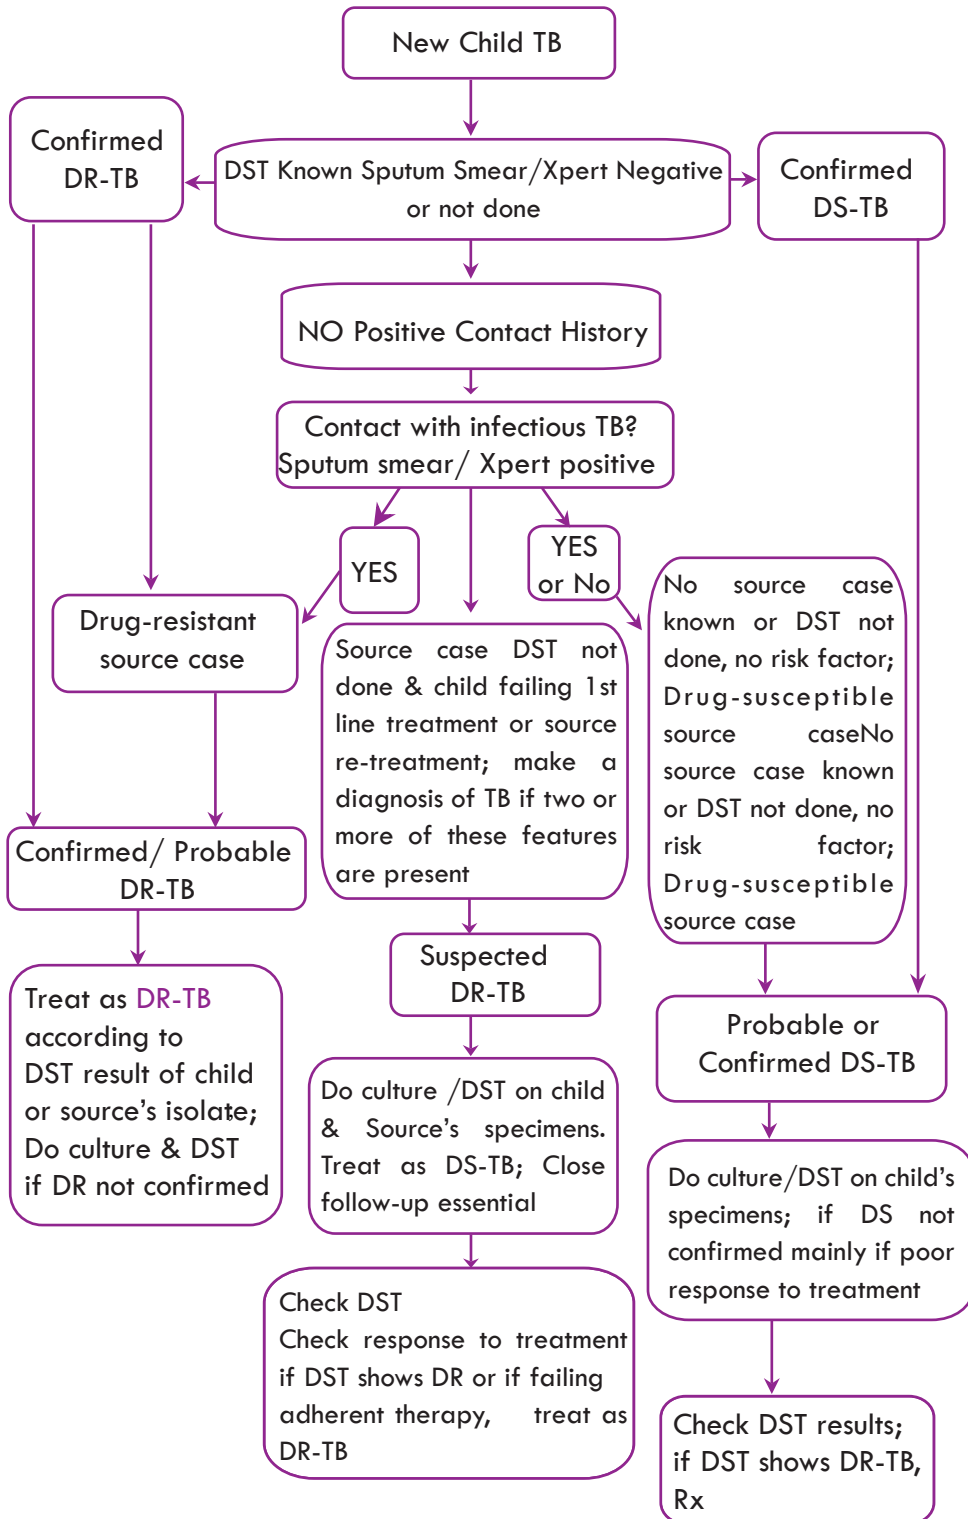 New Child TB
Confirmed
DR-TB
DST Known Sputum Smear/Xpert Negative
or not done
Confirmed
DS-TB
NO Positive Contact History
Contact with infectious TB?
Sputum smear/ Xpert positive
YES
YES
or No
Drug-resistant
source case
Source case DST not
done & child failing 1st
line treatment or source
re-treatment; make a
diagnosis of TB if two or
more of these features
are present
No source case
known or DST not
done, no risk factor;
Drug-susceptible
source caseNo
source case known
or DST not done, no
risk factor;
Drug-susceptible
source case
Confirmed/ Probable
DR-TB
Suspected
DR-TB
Probable or
Confirmed DS-TB
Treat as DR-TB
according to
DST result of child
or source's isolate;
Do culture & DST
if DR not confirmed
Do culture /DST on child
& Source's specimens.
Treat as DS-TB; Close
follow-up essential
Do culture/DST on child's
specimens; if DS not
confirmed mainly if poor
response to treatment
Check DST
Check response to treatment
if DST shows DR or if failing
adherent therapy, treat as
DR-TB
Check DST results;
if DST shows DR-TB,
Rx